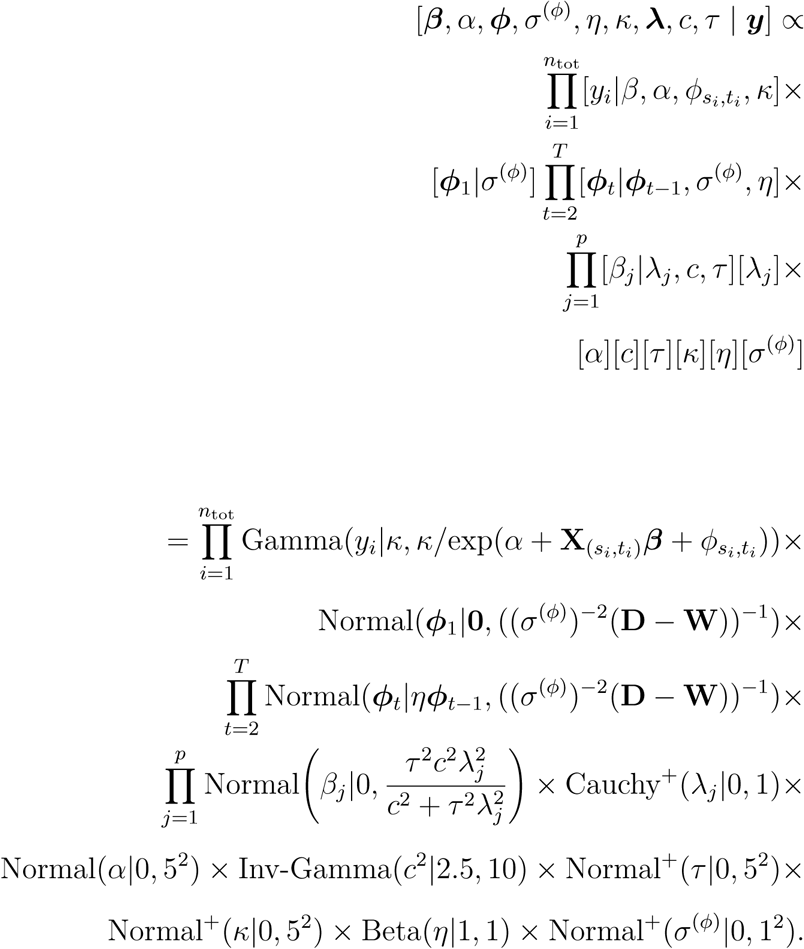 [β, α, ϕ, σ^(ϕ), η, κ, λ, c, τ | y] ∝
∏_{i=1}^{n_tot} [y_i|β, α, ϕ_{s_i,t_i}, κ]×
[ϕ_1|σ^(ϕ)] ∏_{t=2}^{T} [ϕ_t|ϕ_{t−1}, σ^(ϕ), η]×
∏_{j=1}^{p} [β_j|λ_j, c, τ][λ_j]×
[α][c][τ][κ][η][σ^(ϕ)]
= ∏_{i=1}^{n_tot} Gamma(y_i|κ, κ/exp(α + X_{(s_i,t_i)}β + ϕ_{s_i,t_i}))×
Normal(ϕ_1|0, ((σ^(ϕ))^{−2}(D − W))^{−1})×
∏_{t=2}^{T} Normal(ϕ_t|ηϕ_{t−1}, ((σ^(ϕ))^{−2}(D − W))^{−1})×
∏_{j=1}^{p} Normal(β_j|0, \frac{τ^2c^2λ_j^2}{c^2 + τ^2λ_j^2}) × Cauchy^+(λ_j|0, 1)×
Normal(α|0, 5^2) × Inv-Gamma(c^2|2.5, 10) × Normal^+(τ|0, 5^2)×
Normal^+(κ|0, 5^2) × Beta(η|1, 1) × Normal^+(σ^(ϕ)|0, 1^2).